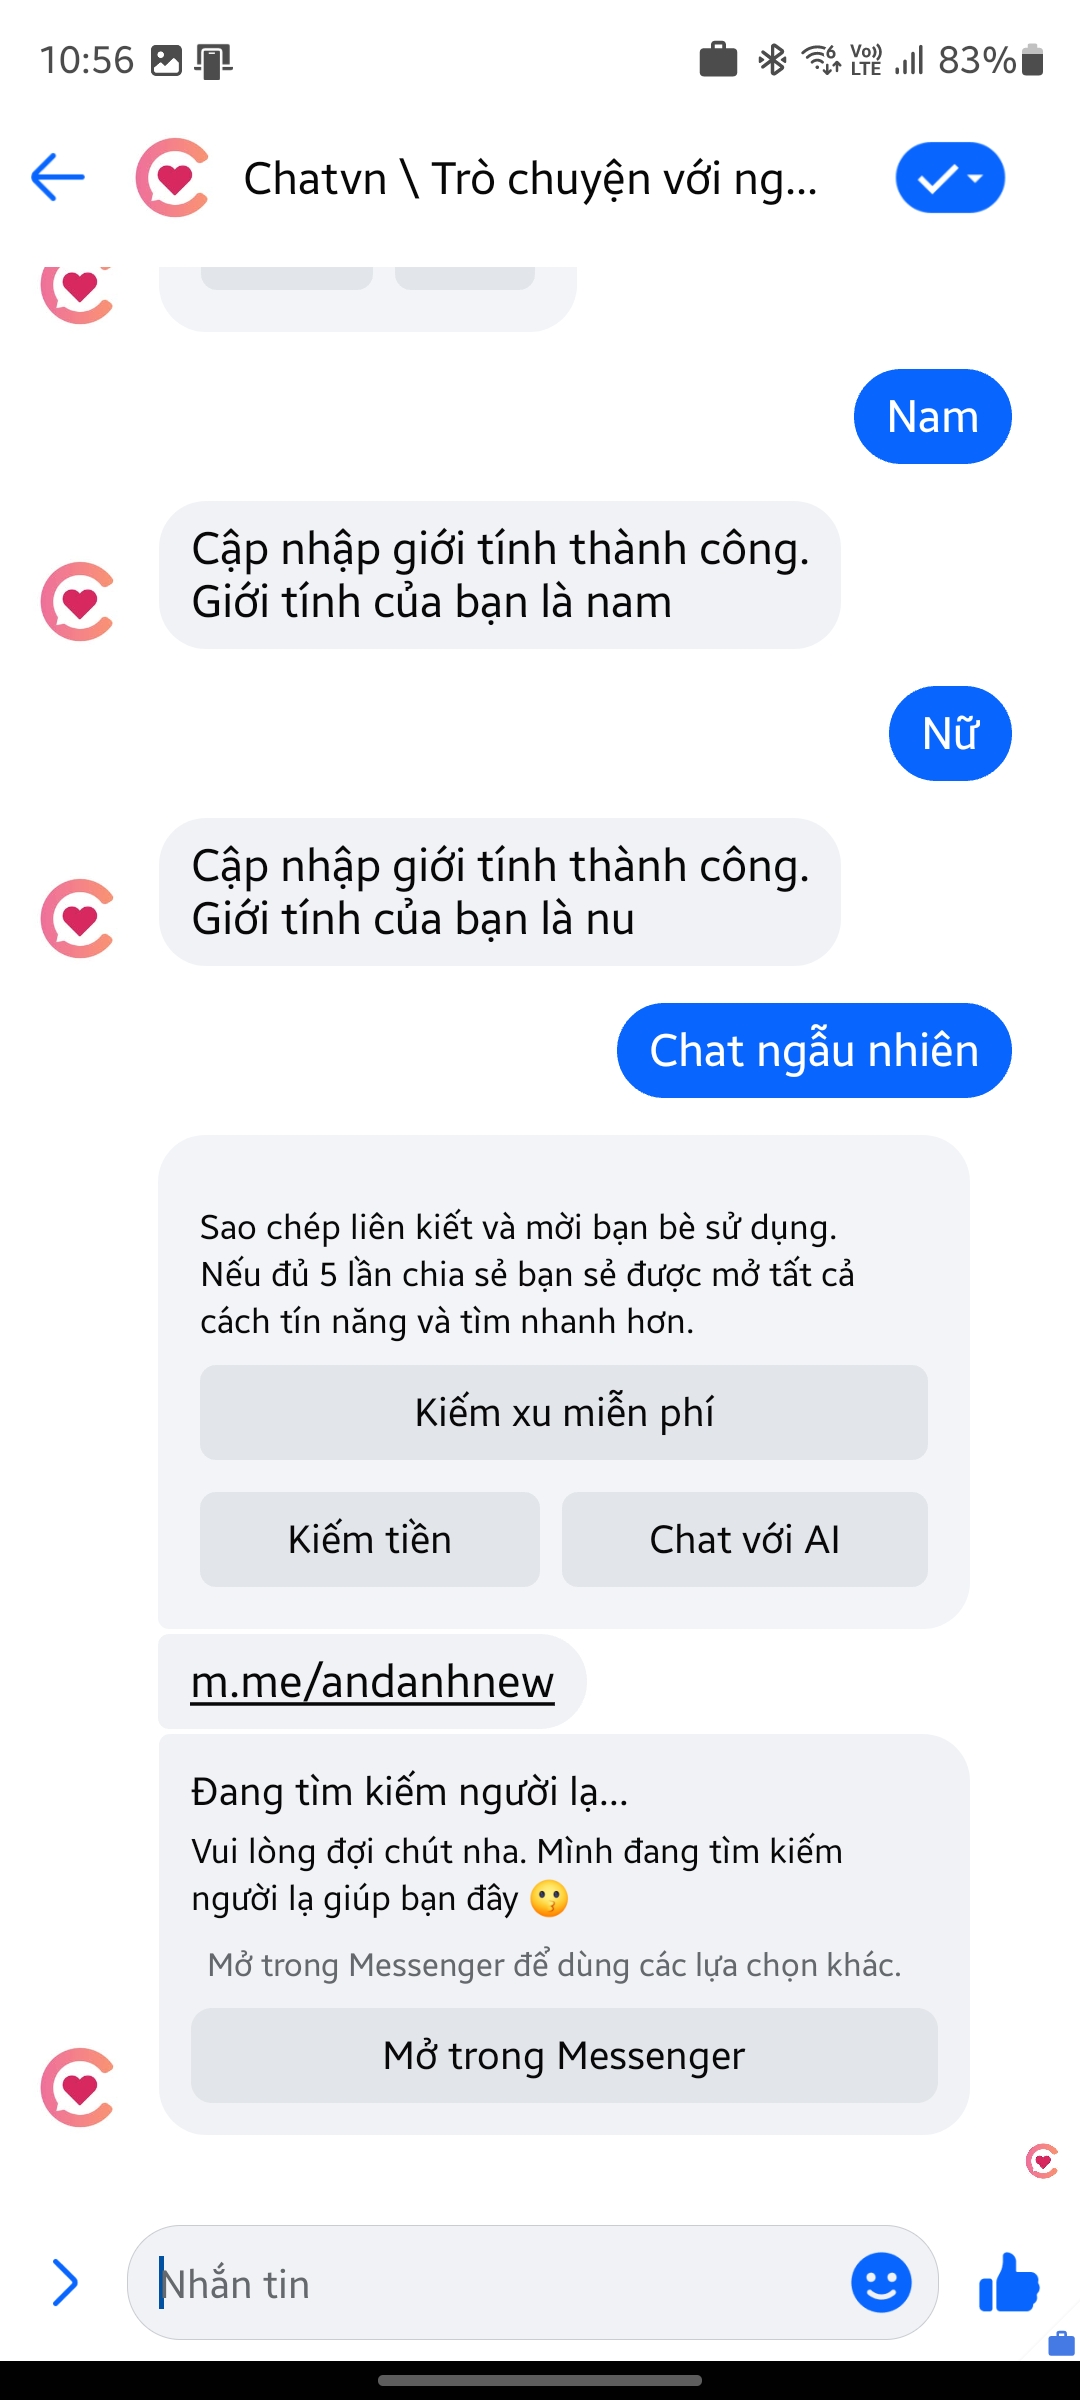 10:56
Vo))
LTE
6
83%
Chatvn \ Trò chuyện với ng...
Nam
Cập nhập giới tính thành công.
Giới tính của bạn là nam
Nữ
Cập nhập giới tính thành công.
Giới tính của bạn là nu
Chat ngẫu nhiên
Sao chép liên kiết và mời bạn bè sử dụng.
Nếu đủ 5 lần chia sẻ bạn sẻ được mở tất cả
cách tín năng và tìm nhanh hơn.
Kiếm xu miễn phí
Kiếm tiền
Chat với AI
m.me/andanhnew
Đang tìm kiếm người lạ...
Vui lòng đợi chút nha. Mình đang tìm kiếm
người lạ giúp bạn đây 😗
Mở trong Messenger để dùng các lựa chọn khác.
Mở trong Messenger
Nhắn tin